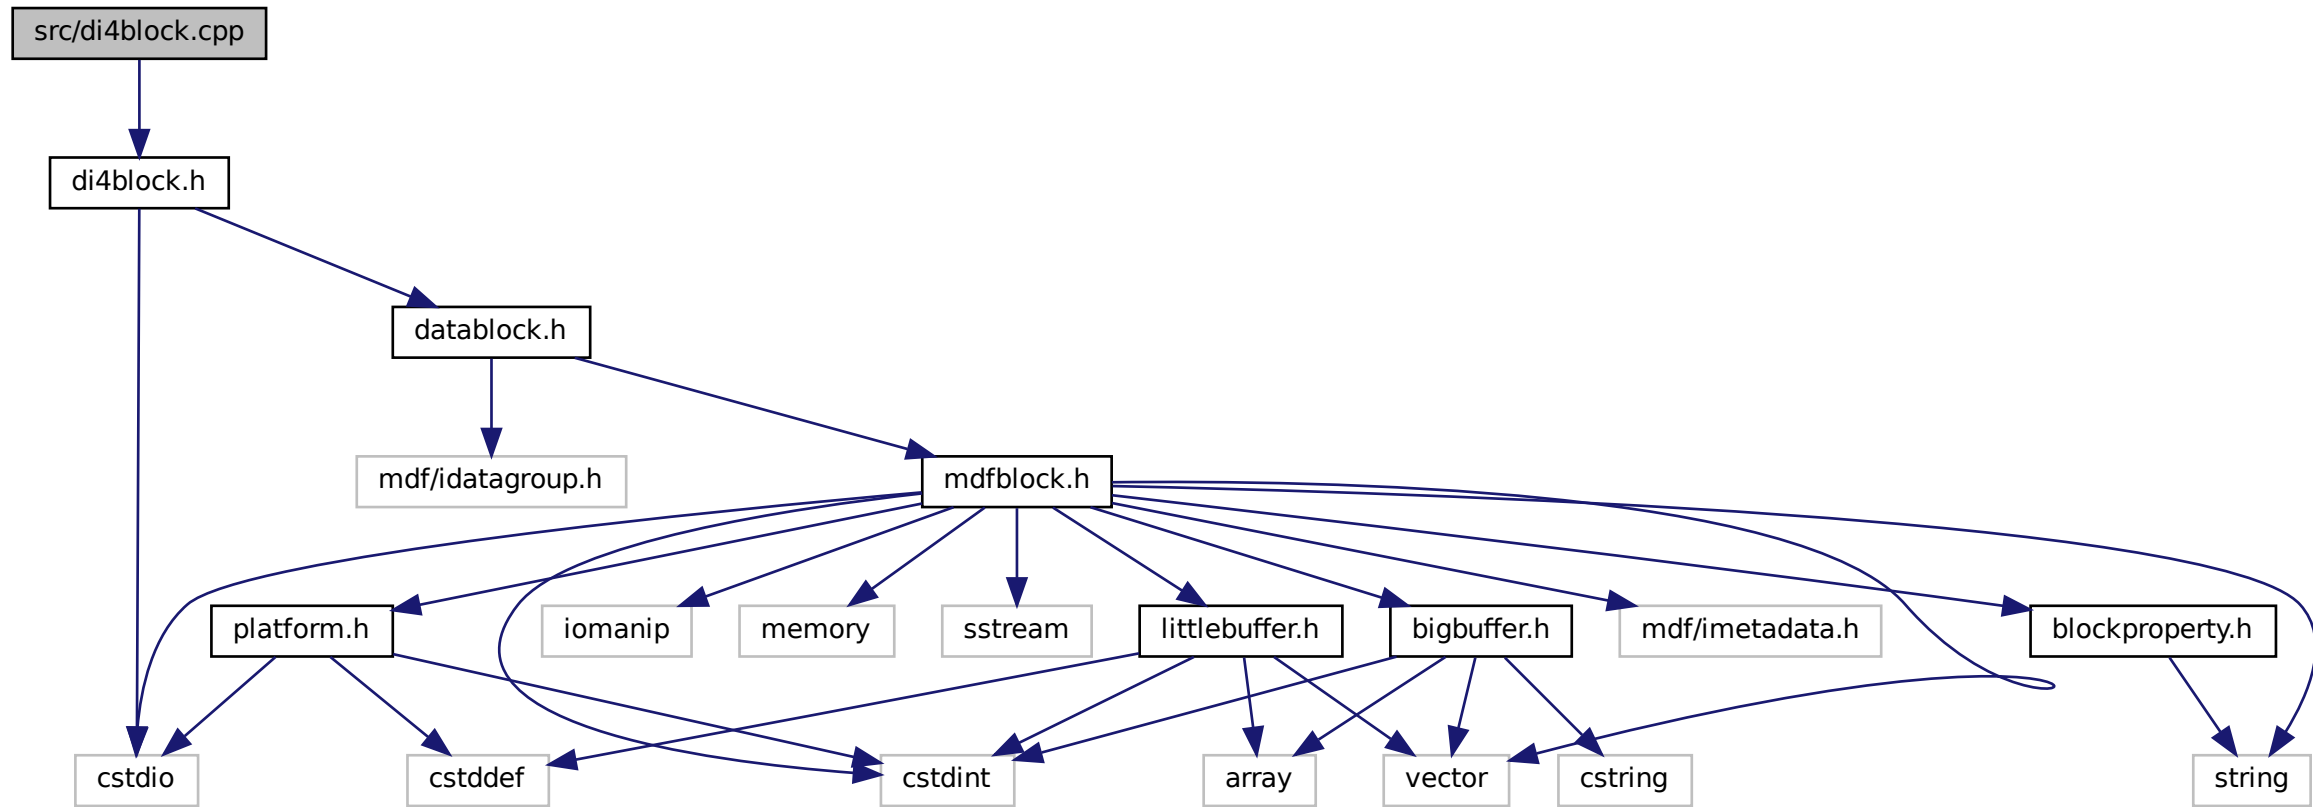 src/di4block.cpp
di4block.h
datablock.h
mdf/idatagroup.h
mdfblock.h
platform.h
iomanip
memory
sstream
littlebuffer.h
bigbuffer.h
mdf/imetadata.h
blockproperty.h
cstdio
cstddef
cstdint
array
vector
cstring
string